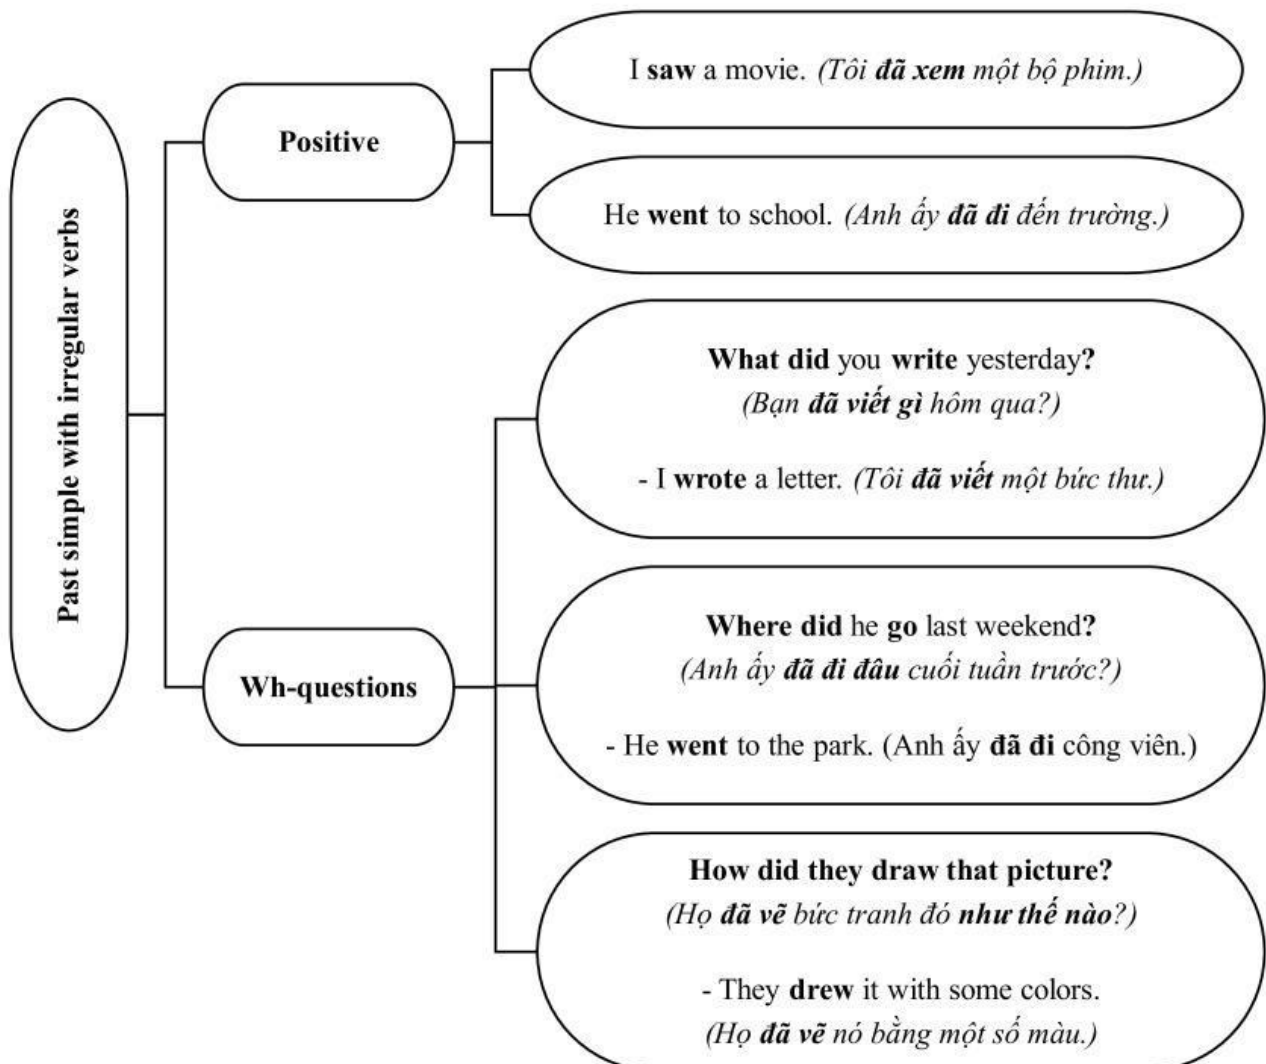 Past simple with irregular verbs
Positive
I saw a movie. (Tôi đã xem một bộ phim.)
He went to school. (Anh ấy đã đi đến trường.)
Wh-questions
What did you write yesterday?
(Bạn đã viết gì hôm qua?)
- I wrote a letter. (Tôi đã viết một bức thư.)
Where did he go last weekend?
(Anh ấy đã đi đâu cuối tuần trước?)
- He went to the park. (Anh ấy đã đi công viên.)
How did they draw that picture?
(Họ đã vẽ bức tranh đó như thế nào?)
- They drew it with some colors.
(Họ đã vẽ nó bằng một số màu.)